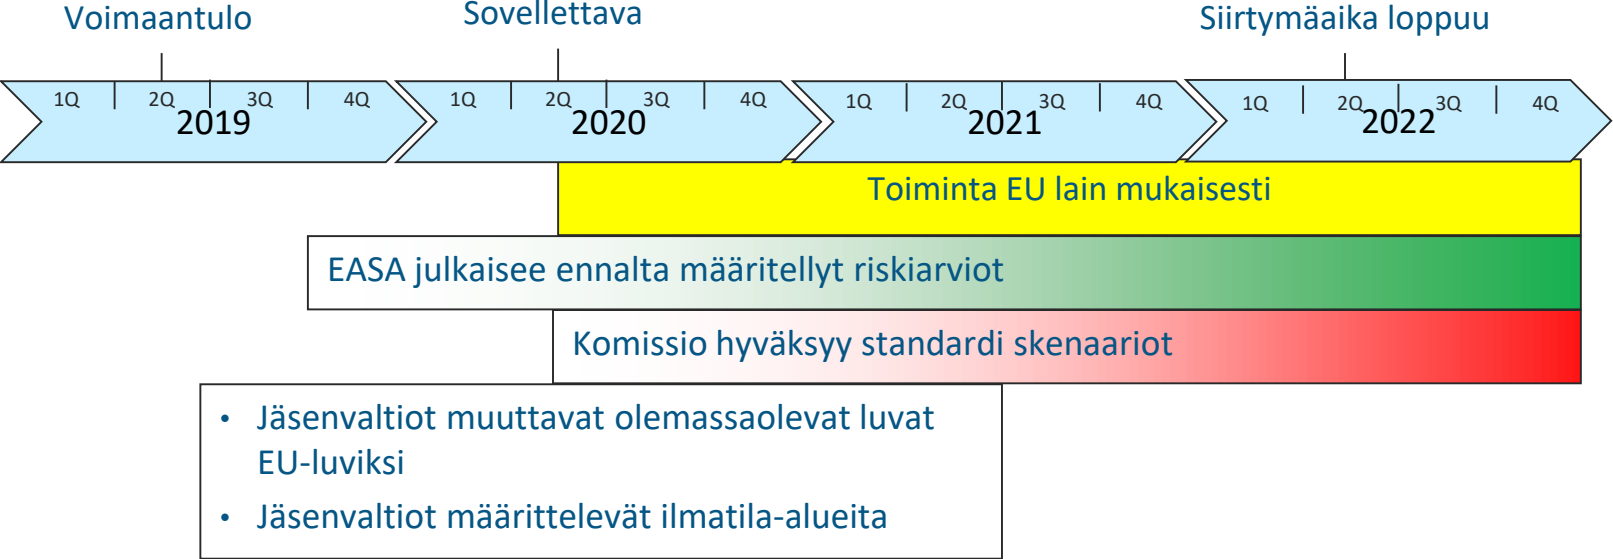 Voimaantulo
Sovellettava
Siirtymäaika loppuu
1Q 2Q 3Q 4Q
2019
1Q 2Q 3Q 4Q
2020
1Q 2Q 3Q 4Q
2021
1Q 2Q 3Q 4Q
2022
Toiminta EU lain mukaisesti
EASA julkaisee ennalta määritellyt riskiarviot
Komissio hyväksyy standardi skenaariot
• Jäsenvaltiot muuttavat olemassaolevat luvat
EU-luviksi
• Jäsenvaltiot määrittelevät ilmatila-alueita